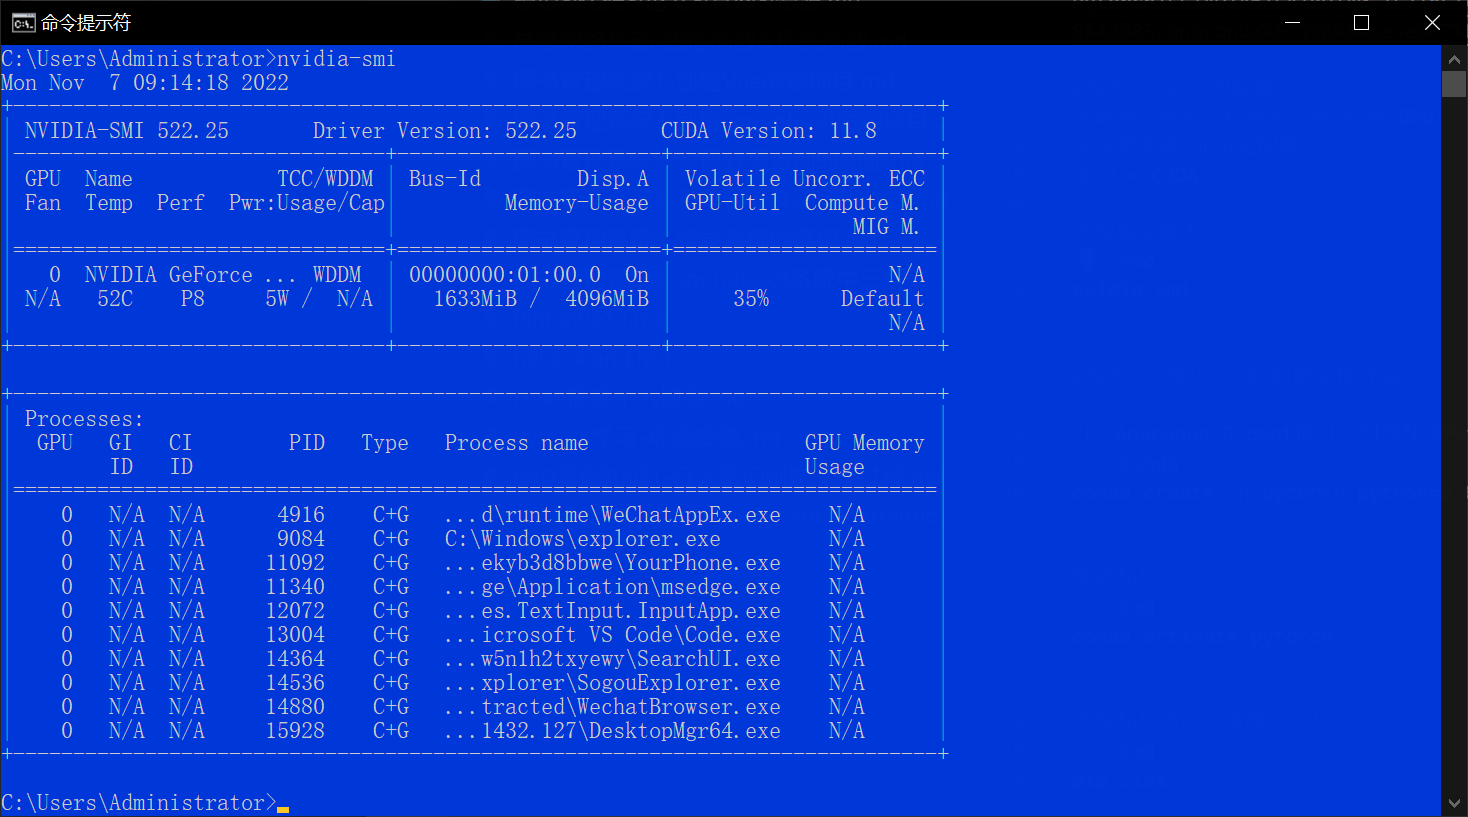 命令提示符
C:\Users\Administrator>nvidia-smi
Mon Nov  7 09:14:18 2022
+-----------------------------------------------------------------------------+
| NVIDIA-SMI 522.25       Driver Version: 522.25       CUDA Version: 11.8     |
|-------------------------------+----------------------+----------------------+
| GPU  Name            TCC/WDDM | Bus-Id        Disp.A | Volatile Uncorr. ECC |
| Fan  Temp  Perf  Pwr:Usage/Cap|         Memory-Usage | GPU-Util  Compute M. |
|                               |                      |               MIG M. |
|===============================+======================+======================|
|   0  NVIDIA GeForce ... WDDM  | 00000000:01:00.0  On |                  N/A |
| N/A   52C    P8     5W /  N/A |   1633MiB /  4096MiB |     35%      Default |
|                               |                      |                  N/A |
+-------------------------------+----------------------+----------------------+
+-----------------------------------------------------------------------------+
| Processes:                                                                  |
|  GPU   GI   CI        PID   Type   Process name                  GPU Memory |
|        ID   ID                                                   Usage      |
|=============================================================================|
|    0   N/A  N/A      4916    C+G   ...d\runtime\WeChatAppEx.exe    N/A      |
|    0   N/A  N/A      9084    C+G   C:\Windows\explorer.exe         N/A      |
|    0   N/A  N/A     11092    C+G   ...ekyb3d8bbwe\YourPhone.exe    N/A      |
|    0   N/A  N/A     11340    C+G   ...ge\Application\msedge.exe    N/A      |
|    0   N/A  N/A     12072    C+G   ...es.TextInput.InputApp.exe    N/A      |
|    0   N/A  N/A     13004    C+G   ...icrosoft VS Code\Code.exe    N/A      |
|    0   N/A  N/A     14364    C+G   ...w5n1h2txyewy\SearchUI.exe    N/A      |
|    0   N/A  N/A     14536    C+G   ...xplorer\SogouExplorer.exe    N/A      |
|    0   N/A  N/A     14880    C+G   ...tracted\WechatBrowser.exe    N/A      |
|    0   N/A  N/A     15928    C+G   ...1432.127\DesktopMgr64.exe    N/A      |
+-----------------------------------------------------------------------------+
C:\Users\Administrator>